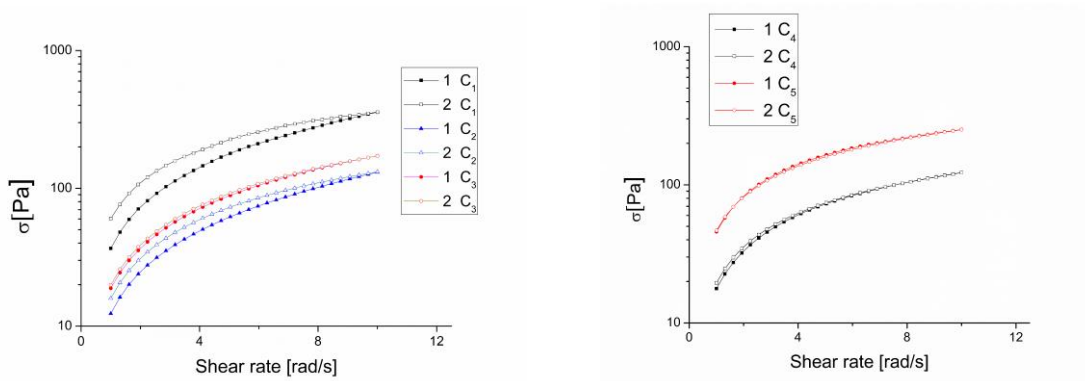 1000
100
10
σ[Pa]
0
4
8
12
Shear rate [rad/s]
1 C₁
2 C₁
1 C₂
2 C₂
1 C₃
2 C₃
1000
100
10
σ[Pa]
0
4
8
12
Shear rate [rad/s]
1 C₄
2 C₄
1 C₅
2 C₅